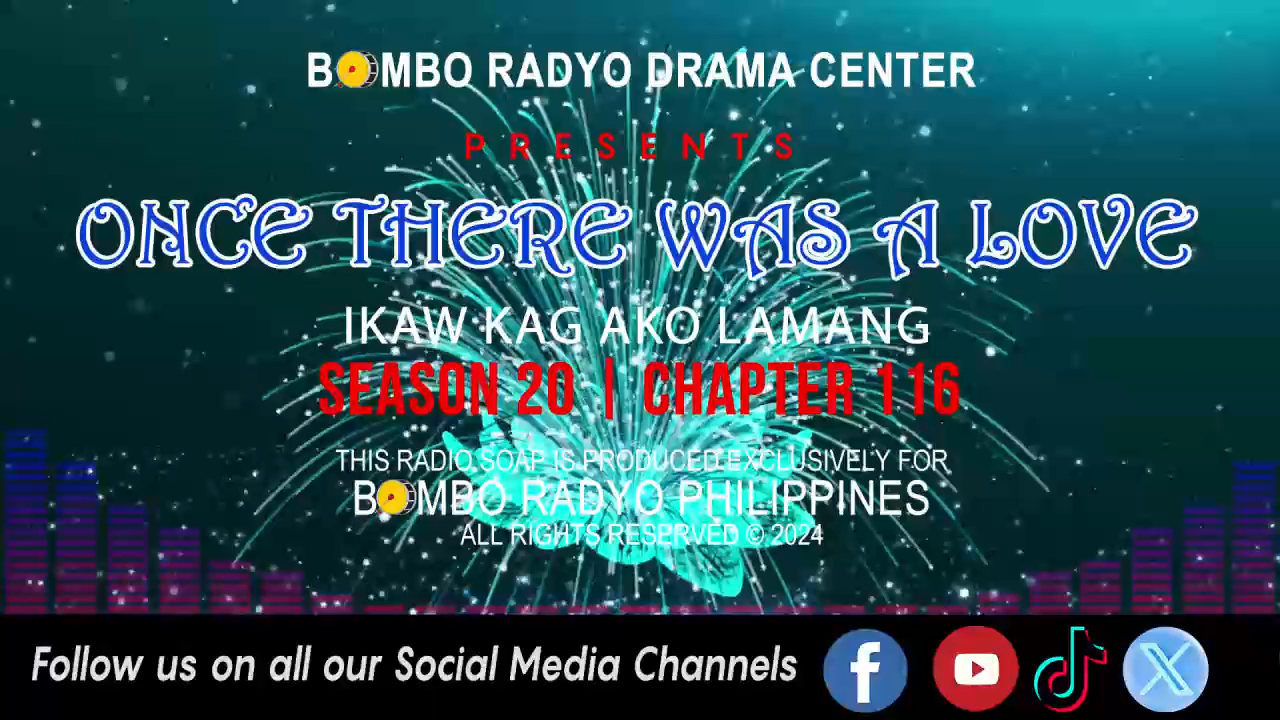 BOMBO RADYO DRAMA CENTER
PRESENTS
ONCE THERE WAS A LOVE
IKAW KAG AKO LAMANG
SEASON 20 | CHAPTER 116
THIS RADIO SOAP IS PRODUCED EXCLUSIVELY FOR
BOMBO RADYO PHILIPPINES
ALL RIGHTS RESERVED © 2024
Follow us on all our Social Media Channels